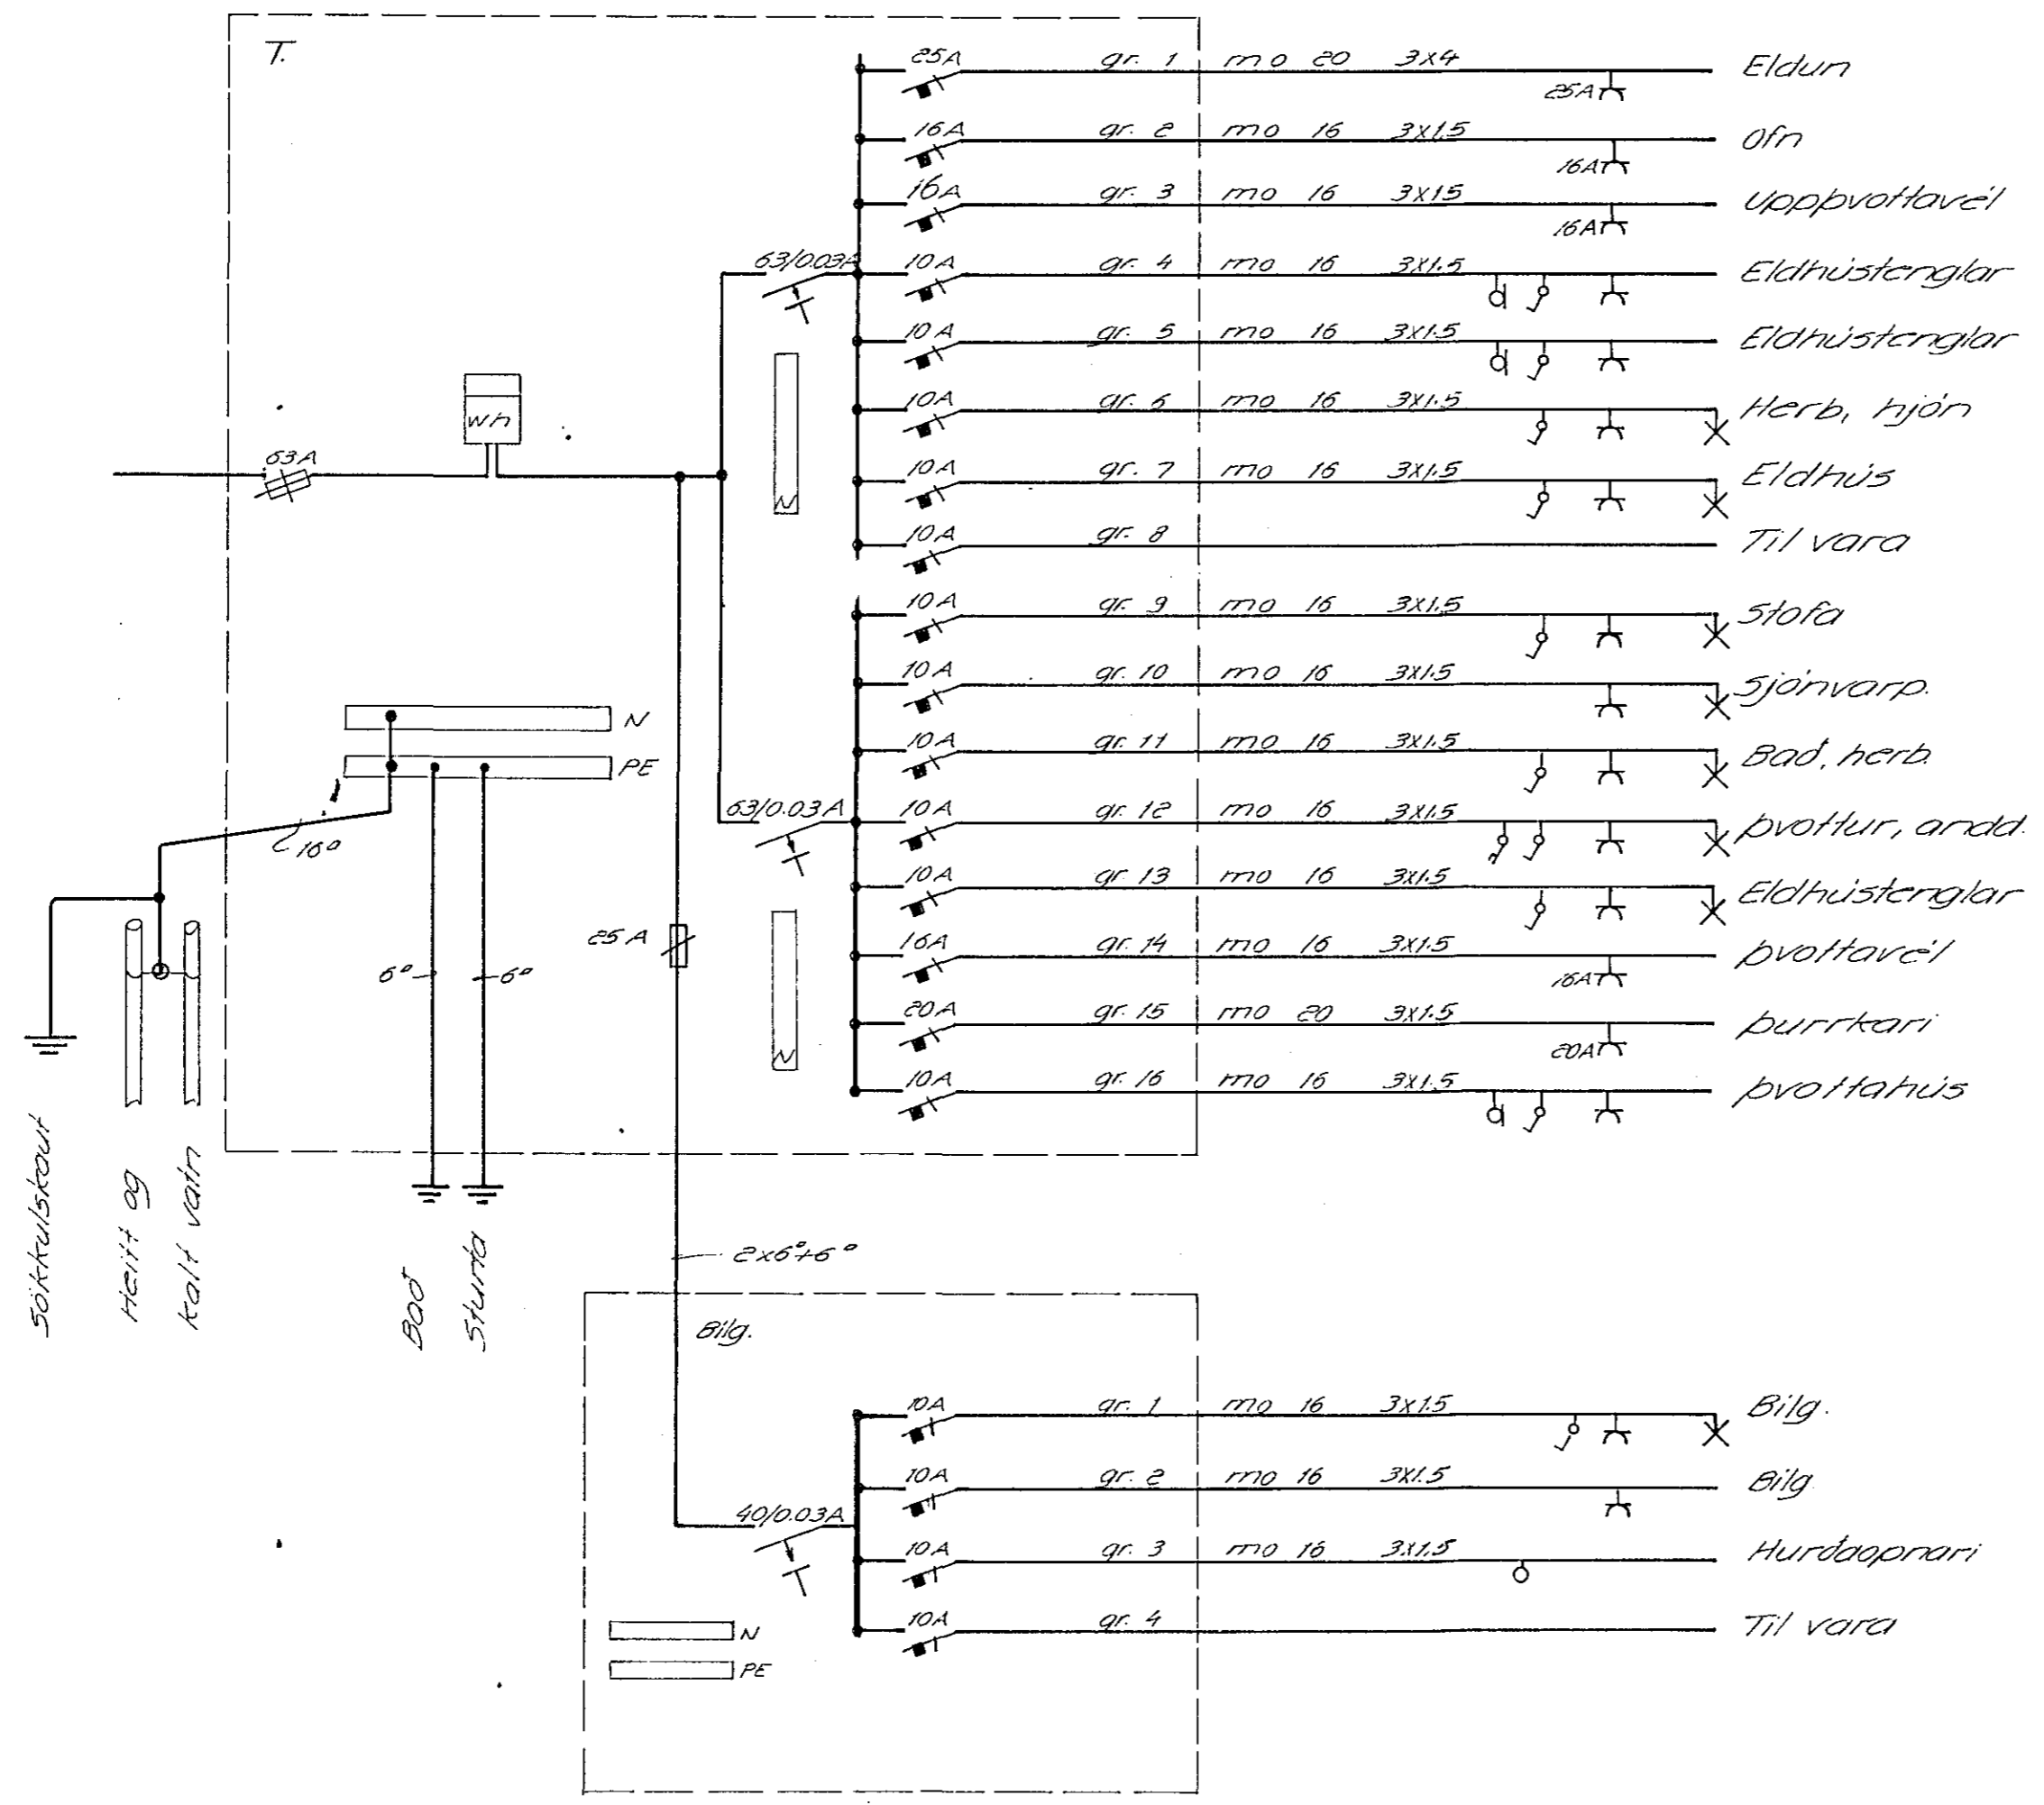 T.
25A gr. 1 mo 20 3x4 25A Eldun
16A gr. 2 mo 16 3x1.5 16A Ofn
16A gr. 3 mo 16 3x1.5 16A Uppþvottavél
63/0.03A 10A gr. 4 mo 16 3x1.5 Eldhústenglar
10A gr. 5 mo 16 3x1.5 Eldhústenglar
10A gr. 6 mo 16 3x1.5 Herb, hjón
wh
63A
10A gr. 7 mo 16 3x1.5 Eldhús
N
10A gr. 8 Til vara
10A gr. 9 mo 16 3x1.5 Stofa
10A gr. 10 mo 16 3x1.5 Sjónvarp.
N
PE
10A gr. 11 mo 16 3x1.5 Bað, herb.
63/0.03A 10A gr. 12 mo 16 3x1.5 þvottur, andd.
16□
10A gr. 13 mo 16 3x1.5 Eldhústenglar
25A
16A gr. 14 mo 16 3x1.5 16A þvottavél
6□ 6□
20A gr. 15 mo 20 3x1.5 20A þurrkari
N
10A gr. 16 mo 16 3x1.5 þvottahús
Sökkulskaut
Heitt og
kalt vatn
Bað
Sturta
2x6□+6□
Bílg.
10A gr. 1 mo 16 3x1.5 Bílg.
10A gr. 2 mo 16 3x1.5 Bílg
40/0.03A
10A gr. 3 mo 16 3x1.5 Hurðaopnari
10A gr. 4 Til vara
N
PE